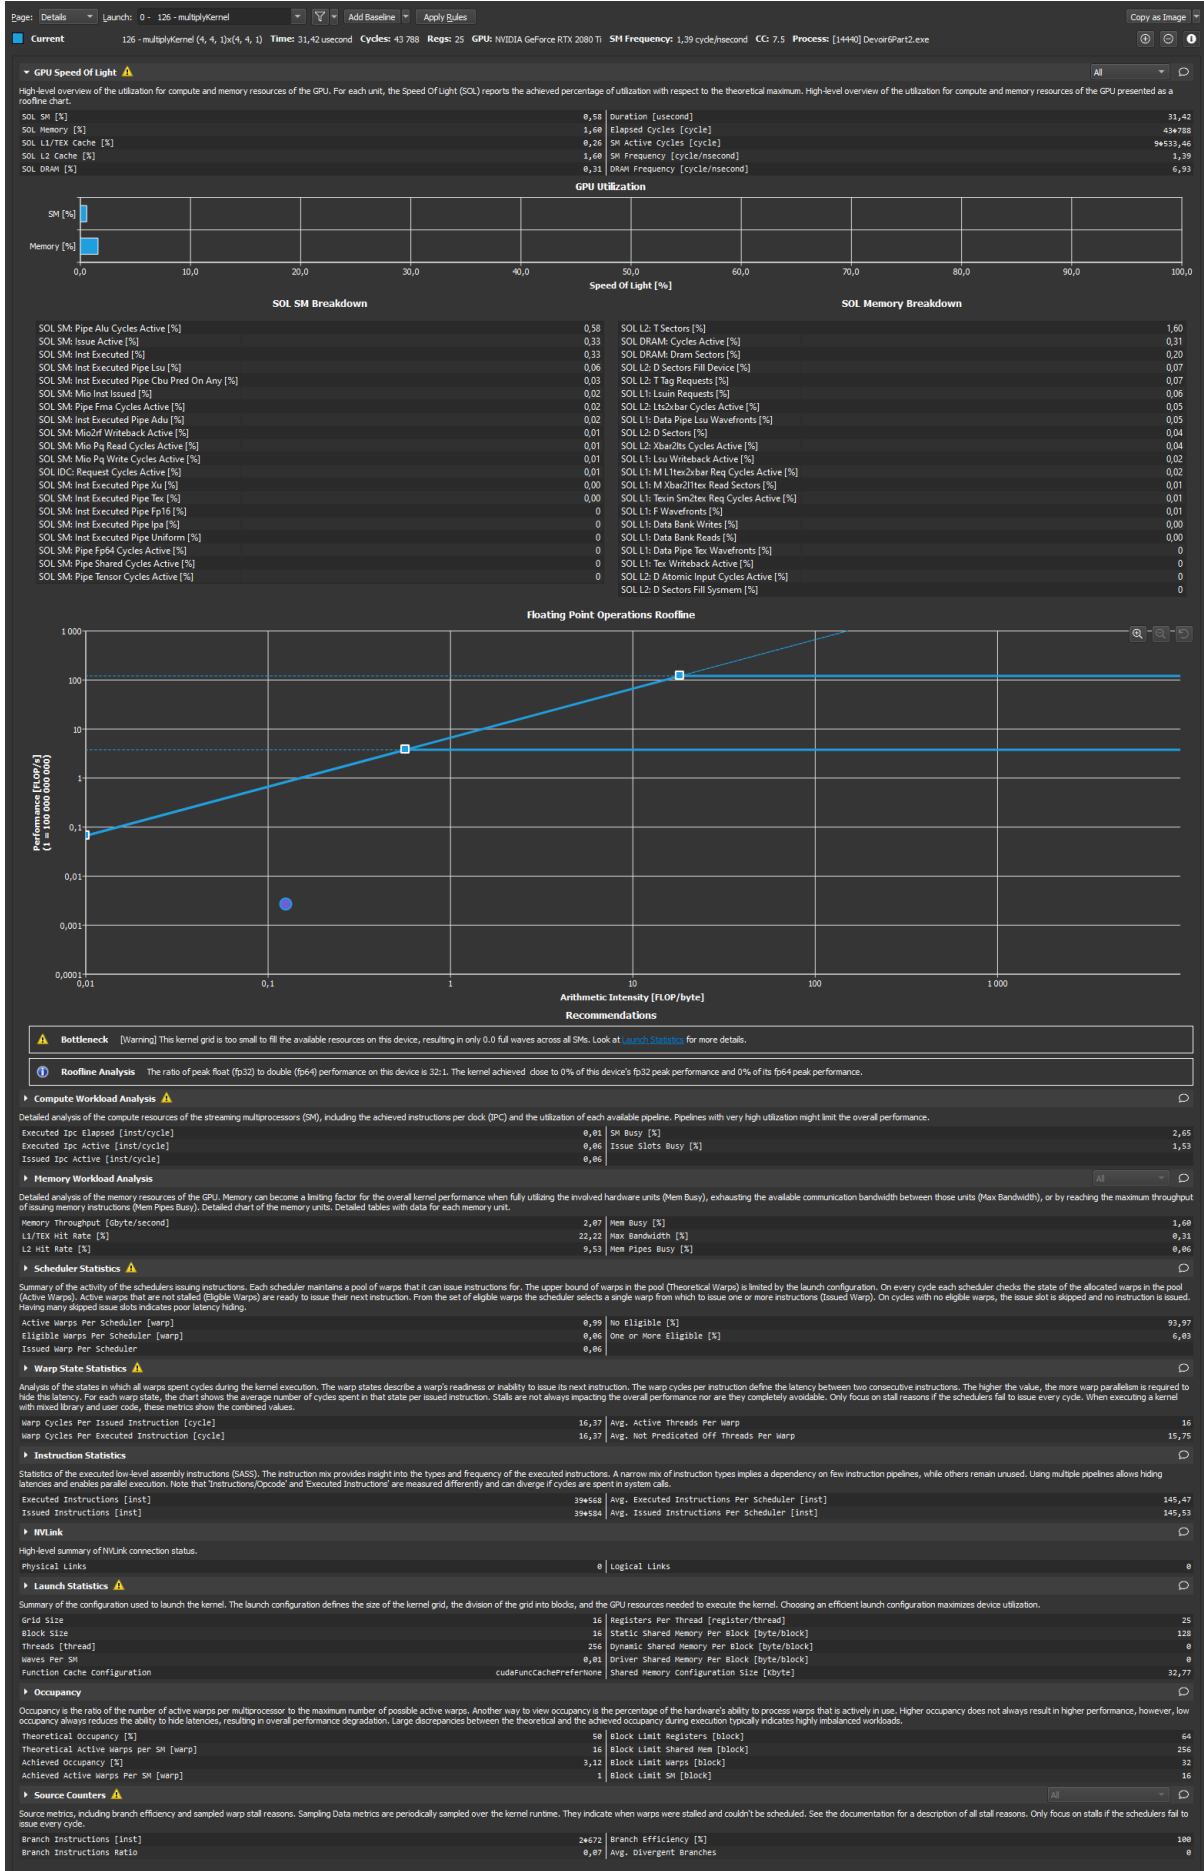 Page: Details Launch: 0 - 126 - multiplyKernel Add Baseline Apply Rules Copy as Image
Current 126 - multiplyKernel (4, 4, 1)x(4, 4, 1) Time: 31,42 usecond Cycles: 43 788 Regs: 25 GPU: NVIDIA GeForce RTX 2080 Ti SM Frequency: 1,39 cycle/nsecond CC: 7.5 Process: [14440] Devoir6Part2.exe
GPU Speed Of Light All
High-level overview of the utilization for compute and memory resources of the GPU. For each unit, the Speed Of Light (SOL) reports the achieved percentage of utilization with respect to the theoretical maximum. High-level overview of the utilization for compute and memory resources of the GPU presented as a
roofline chart.
SOL SM [%] 0,58 Duration [usecond] 31,42
SOL Memory [%] 1,60 Elapsed Cycles [cycle] 43♦788
SOL L1/TEX Cache [%] 0,26 SM Active Cycles [cycle] 9♦533,46
SOL L2 Cache [%] 1,60 SM Frequency [cycle/nsecond] 1,39
SOL DRAM [%] 0,31 DRAM Frequency [cycle/nsecond] 6,93
GPU Utilization
SM [%]
Memory [%]
0,0 10,0 20,0 30,0 40,0 50,0 60,0 70,0 80,0 90,0 100,0
Speed Of Light [%]
SOL SM Breakdown SOL Memory Breakdown
SOL SM: Pipe Alu Cycles Active [%] 0,58 SOL L2: T Sectors [%] 1,60
SOL SM: Issue Active [%] 0,33 SOL DRAM: Cycles Active [%] 0,31
SOL SM: Inst Executed [%] 0,33 SOL DRAM: Dram Sectors [%] 0,20
SOL SM: Inst Executed Pipe Lsu [%] 0,06 SOL L2: D Sectors Fill Device [%] 0,07
SOL SM: Inst Executed Pipe Cbu Pred On Any [%] 0,03 SOL L2: T Tag Requests [%] 0,07
SOL SM: Mio Inst Issued [%] 0,02 SOL L1: Lsuin Requests [%] 0,06
SOL SM: Pipe Fma Cycles Active [%] 0,02 SOL L2: Lts2xbar Cycles Active [%] 0,05
SOL SM: Inst Executed Pipe Adu [%] 0,02 SOL L1: Data Pipe Lsu Wavefronts [%] 0,05
SOL SM: Mio2rf Writeback Active [%] 0,01 SOL L2: D Sectors [%] 0,04
SOL SM: Mio Pq Read Cycles Active [%] 0,01 SOL L2: Xbar2lts Cycles Active [%] 0,04
SOL SM: Mio Pq Write Cycles Active [%] 0,01 SOL L1: Lsu Writeback Active [%] 0,02
SOL IDC: Request Cycles Active [%] 0,01 SOL L1: M L1tex2xbar Req Cycles Active [%] 0,02
SOL SM: Inst Executed Pipe Xu [%] 0,00 SOL L1: M Xbar2l1tex Read Sectors [%] 0,01
SOL SM: Inst Executed Pipe Tex [%] 0,00 SOL L1: Texin Sm2tex Req Cycles Active [%] 0,01
SOL SM: Inst Executed Pipe Fp16 [%] 0 SOL L1: F Wavefronts [%] 0,01
SOL SM: Inst Executed Pipe Ipa [%] 0 SOL L1: Data Bank Writes [%] 0,00
SOL SM: Inst Executed Pipe Uniform [%] 0 SOL L1: Data Bank Reads [%] 0,00
SOL SM: Pipe Fp64 Cycles Active [%] 0 SOL L1: Data Pipe Tex Wavefronts [%] 0
SOL SM: Pipe Shared Cycles Active [%] 0 SOL L1: Tex Writeback Active [%] 0
SOL SM: Pipe Tensor Cycles Active [%] 0 SOL L2: D Atomic Input Cycles Active [%] 0
SOL L2: D Sectors Fill Sysmem [%] 0
Floating Point Operations Roofline
1 000
100
10
1
0,1
0,01
0,001
0,0001
Performance [FLOP/s]
(1 = 100 000 000 000)
0,01 0,1 1 10 100 1 000
Arithmetic Intensity [FLOP/byte]
Recommendations
Bottleneck [Warning] This kernel grid is too small to fill the available resources on this device, resulting in only 0.0 full waves across all SMs. Look at Launch Statistics for more details.
Roofline Analysis The ratio of peak float (fp32) to double (fp64) performance on this device is 32:1. The kernel achieved close to 0% of this device's fp32 peak performance and 0% of its fp64 peak performance.
Compute Workload Analysis
Detailed analysis of the compute resources of the streaming multiprocessors (SM), including the achieved instructions per clock (IPC) and the utilization of each available pipeline. Pipelines with very high utilization might limit the overall performance.
Executed Ipc Elapsed [inst/cycle] 0,01 SM Busy [%] 2,65
Executed Ipc Active [inst/cycle] 0,06 Issue Slots Busy [%] 1,53
Issued Ipc Active [inst/cycle] 0,06
Memory Workload Analysis All
Detailed analysis of the memory resources of the GPU. Memory can become a limiting factor for the overall kernel performance when fully utilizing the involved hardware units (Mem Busy), exhausting the available communication bandwidth between those units (Max Bandwidth), or by reaching the maximum throughput
of issuing memory instructions (Mem Pipes Busy). Detailed chart of the memory units. Detailed tables with data for each memory unit.
Memory Throughput [Gbyte/second] 2,07 Mem Busy [%] 1,60
L1/TEX Hit Rate [%] 22,22 Max Bandwidth [%] 0,31
L2 Hit Rate [%] 9,53 Mem Pipes Busy [%] 0,06
Scheduler Statistics
Summary of the activity of the schedulers issuing instructions. Each scheduler maintains a pool of warps that it can issue instructions for. The upper bound of warps in the pool (Theoretical Warps) is limited by the launch configuration. On every cycle each scheduler checks the state of the allocated warps in the pool
(Active Warps). Active warps that are not stalled (Eligible Warps) are ready to issue their next instruction. From the set of eligible warps the scheduler selects a single warp from which to issue one or more instructions (Issued Warp). On cycles with no eligible warps, the issue slot is skipped and no instruction is issued.
Having many skipped issue slots indicates poor latency hiding.
Active Warps Per Scheduler [warp] 0,99 No Eligible [%] 93,97
Eligible Warps Per Scheduler [warp] 0,06 One or More Eligible [%] 6,03
Issued Warp Per Scheduler 0,06
Warp State Statistics
Analysis of the states in which all warps spent cycles during the kernel execution. The warp states describe a warp's readiness or inability to issue its next instruction. The warp cycles per instruction define the latency between two consecutive instructions. The higher the value, the more warp parallelism is required to
hide this latency. For each warp state, the chart shows the average number of cycles spent in that state per issued instruction. Stalls are not always impacting the overall performance nor are they completely avoidable. Only focus on stall reasons if the schedulers fail to issue every cycle. When executing a kernel
with mixed library and user code, these metrics show the combined values.
Warp Cycles Per Issued Instruction [cycle] 16,37 Avg. Active Threads Per Warp 16
Warp Cycles Per Executed Instruction [cycle] 16,37 Avg. Not Predicated Off Threads Per Warp 15,75
Instruction Statistics
Statistics of the executed low-level assembly instructions (SASS). The instruction mix provides insight into the types and frequency of the executed instructions. A narrow mix of instruction types implies a dependency on few instruction pipelines, while others remain unused. Using multiple pipelines allows hiding
latencies and enables parallel execution. Note that 'Instructions/Opcode' and 'Executed Instructions' are measured differently and can diverge if cycles are spent in system calls.
Executed Instructions [inst] 39♦568 Avg. Executed Instructions Per Scheduler [inst] 145,47
Issued Instructions [inst] 39♦584 Avg. Issued Instructions Per Scheduler [inst] 145,53
NVLink
High-level summary of NVLink connection status.
Physical Links 0 Logical Links 0
Launch Statistics
Summary of the configuration used to launch the kernel. The launch configuration defines the size of the kernel grid, the division of the grid into blocks, and the GPU resources needed to execute the kernel. Choosing an efficient launch configuration maximizes device utilization.
Grid Size 16 Registers Per Thread [register/thread] 25
Block Size 16 Static Shared Memory Per Block [byte/block] 128
Threads [thread] 256 Dynamic Shared Memory Per Block [byte/block] 0
Waves Per SM 0,01 Driver Shared Memory Per Block [byte/block] 0
Function Cache Configuration cudaFuncCachePreferNone Shared Memory Configuration Size [Kbyte] 32,77
Occupancy
Occupancy is the ratio of the number of active warps per multiprocessor to the maximum number of possible active warps. Another way to view occupancy is the percentage of the hardware's ability to process warps that is actively in use. Higher occupancy does not always result in higher performance, however, low
occupancy always reduces the ability to hide latencies, resulting in overall performance degradation. Large discrepancies between the theoretical and the achieved occupancy during execution typically indicates highly imbalanced workloads.
Theoretical Occupancy [%] 50 Block Limit Registers [block] 64
Theoretical Active Warps per SM [warp] 16 Block Limit Shared Mem [block] 256
Achieved Occupancy [%] 3,12 Block Limit Warps [block] 32
Achieved Active Warps Per SM [warp] 1 Block Limit SM [block] 16
Source Counters All
Source metrics, including branch efficiency and sampled warp stall reasons. Sampling Data metrics are periodically sampled over the kernel runtime. They indicate when warps were stalled and couldn't be scheduled. See the documentation for a description of all stall reasons. Only focus on stalls if the schedulers fail to
issue every cycle.
Branch Instructions [inst] 2♦672 Branch Efficiency [%] 100
Branch Instructions Ratio 0,07 Avg. Divergent Branches 0